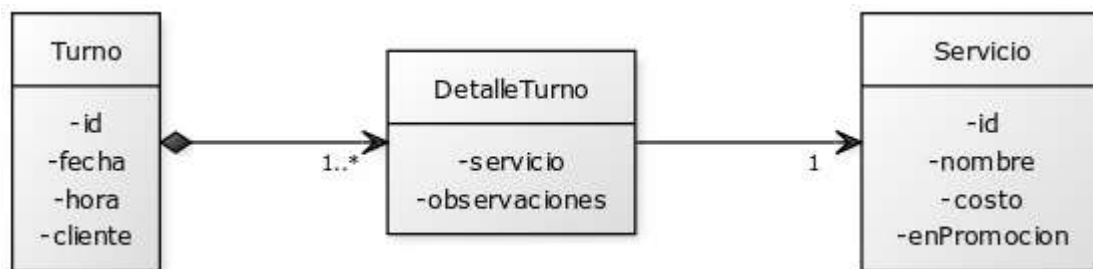 Turno
-id
-fecha
-hora
-cliente
1..*
DetalleTurno
-servicio
-observaciones
1
Servicio
-id
-nombre
-costo
-enPromocion